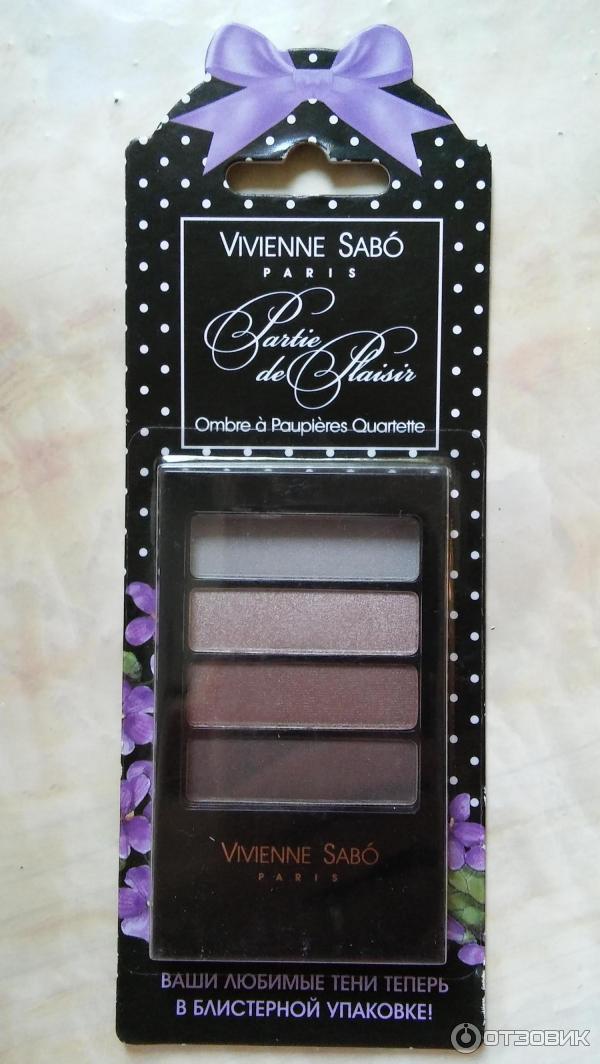 VIVIENNE SABÓ
PARIS
Partie
de Plaisir
Ombre à Paupières Quartette
VIVIENNE SABÓ
PARIS
ВАШИ ЛЮБИМЫЕ ТЕНИ ТЕПЕРЬ
В БЛИСТЕРНОЙ УПАКОВКЕ!
ОТЗОВИК